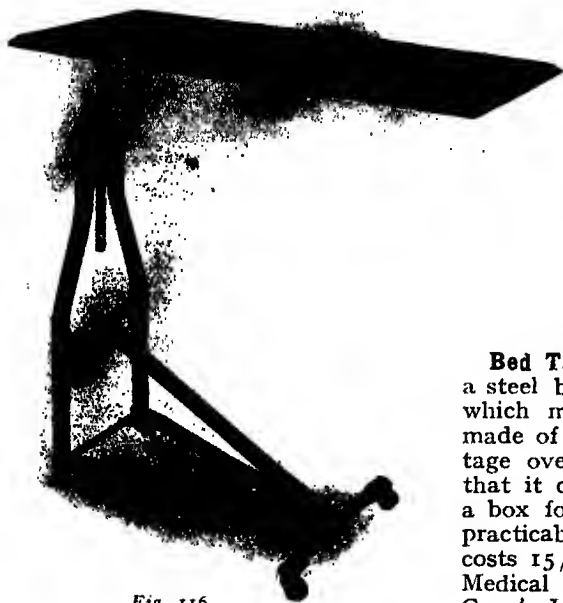 Fig. 116
Bed T
a steel b
which m
made of
tage ove
that it c
a box fo
practicab
costs 15/
Medical